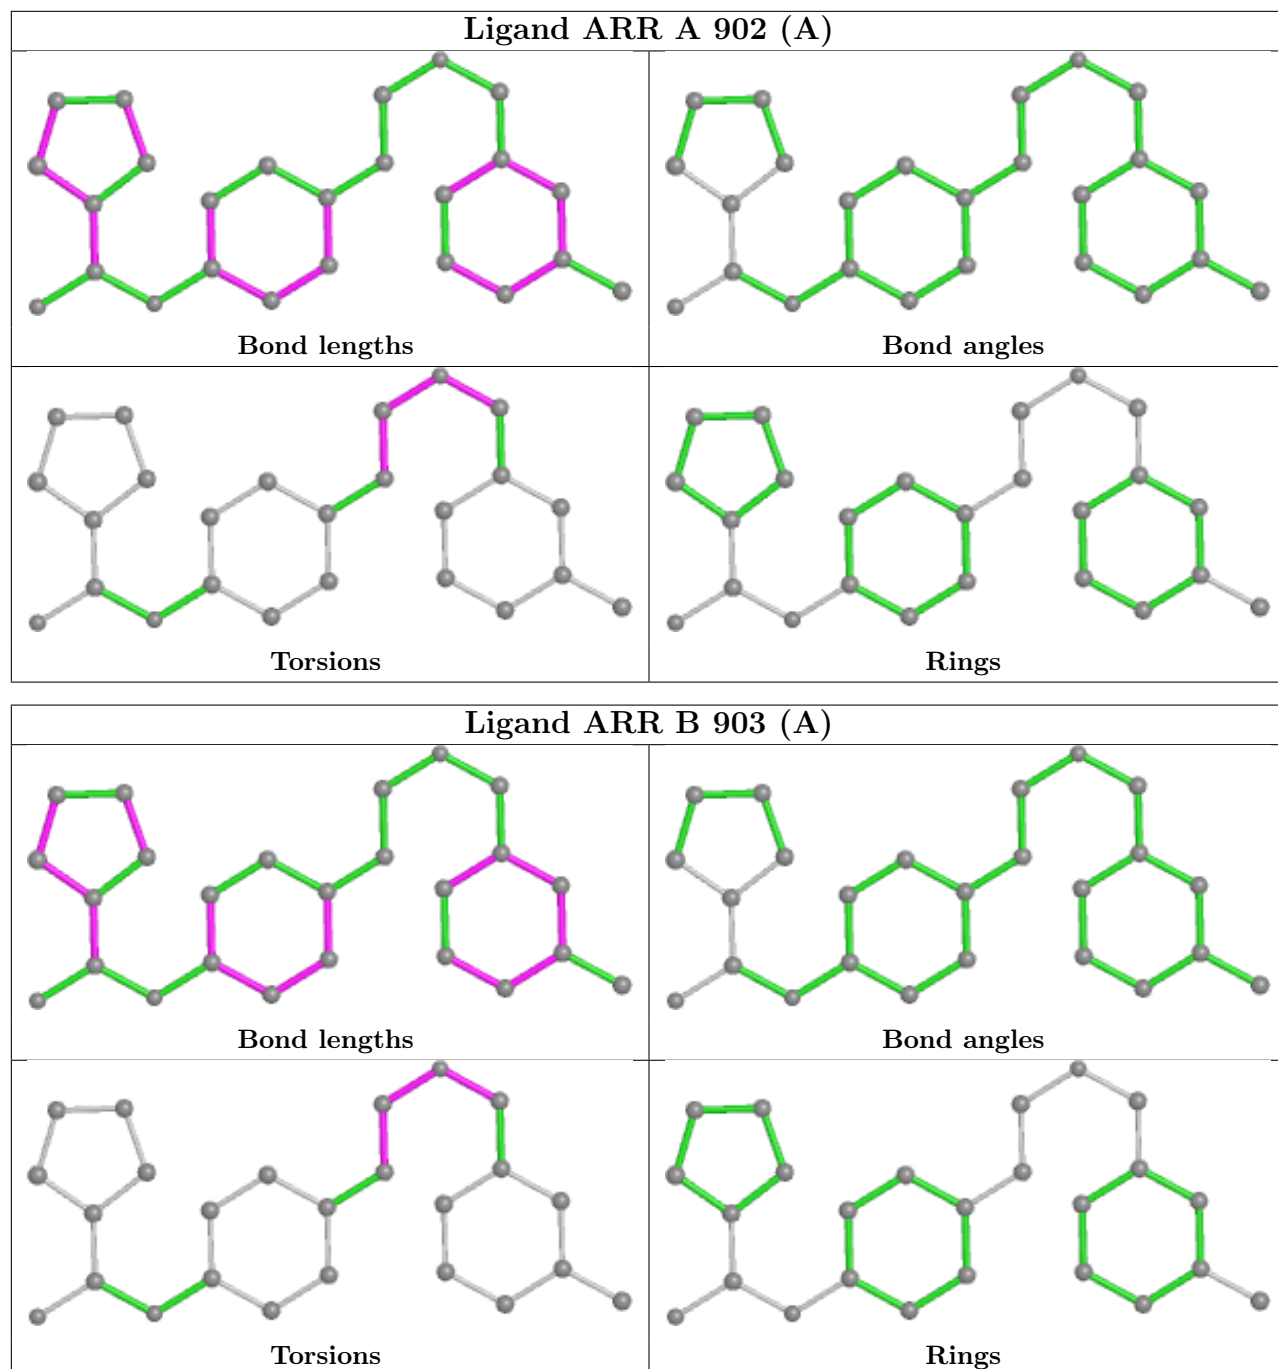 Ligand ARR A 902 (A)
Bond lengths
Bond angles
Torsions
Rings
Ligand ARR B 903 (A)
Bond lengths
Bond angles
Torsions
Rings